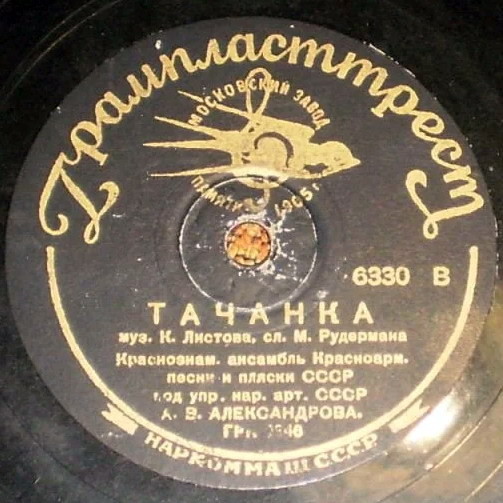 Грампласттрест
МОСКОВСКИЙ ЗАВОД
ПАМЯТИ 1905 г.
6330 В
ТАЧАНКА
муз. К. Листова, сл. М. Рудермана
Краснознам. ансамбль Красноарм.
песни и пляски СССР
под упр. нар. арт. СССР
А. В. АЛЕКСАНДРОВА.
ГРК
НАРКОММАШ СССР